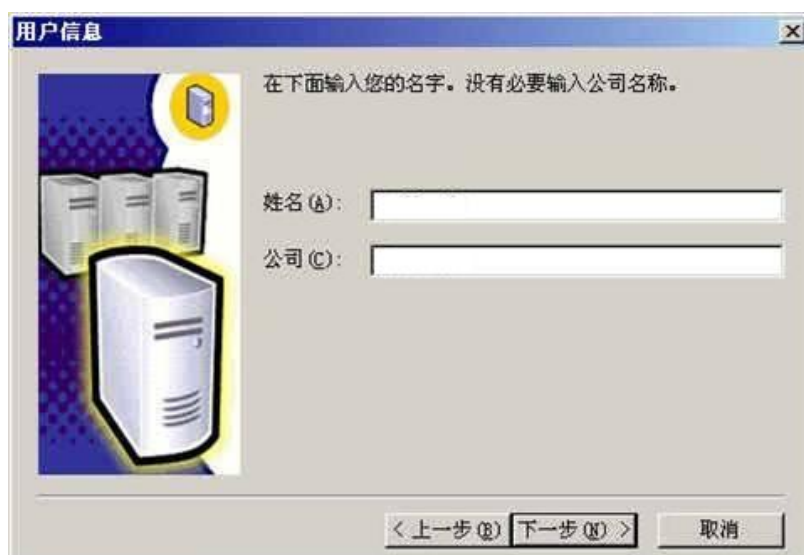 用户信息
在下面输入您的名字。没有必要输入公司名称。
姓名(A):
公司(C):
< 上一步(B) 下一步(N) > 取消